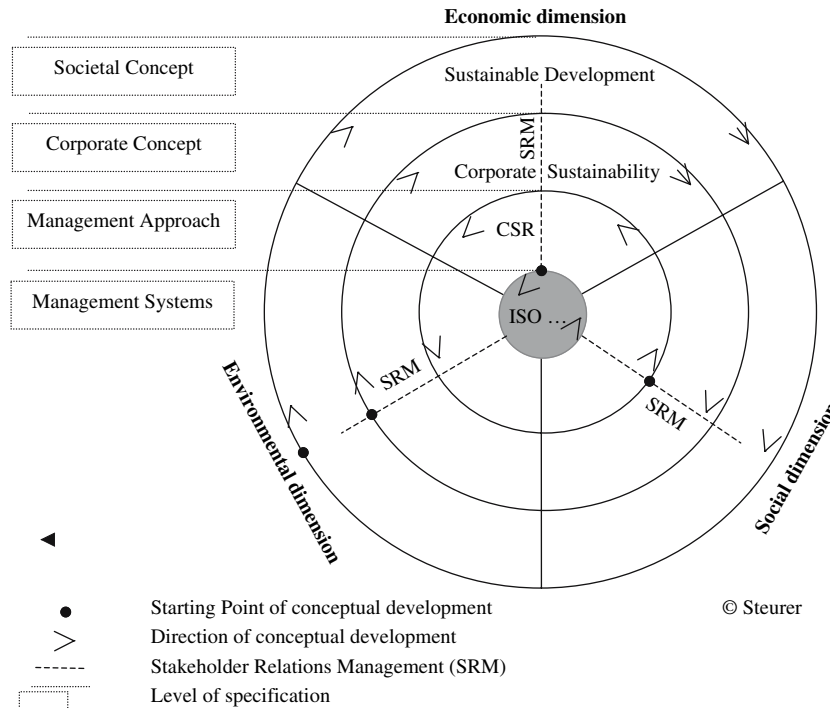 Economic dimension
Societal Concept
Sustainable Development
SRM
Corporate Concept
Corporate Sustainability
Management Approach
CSR
Management Systems
ISO …
SRM
SRM
Environmental dimension
Social dimension
Starting Point of conceptual development
© Steurer
Direction of conceptual development
Stakeholder Relations Management (SRM)
Level of specification